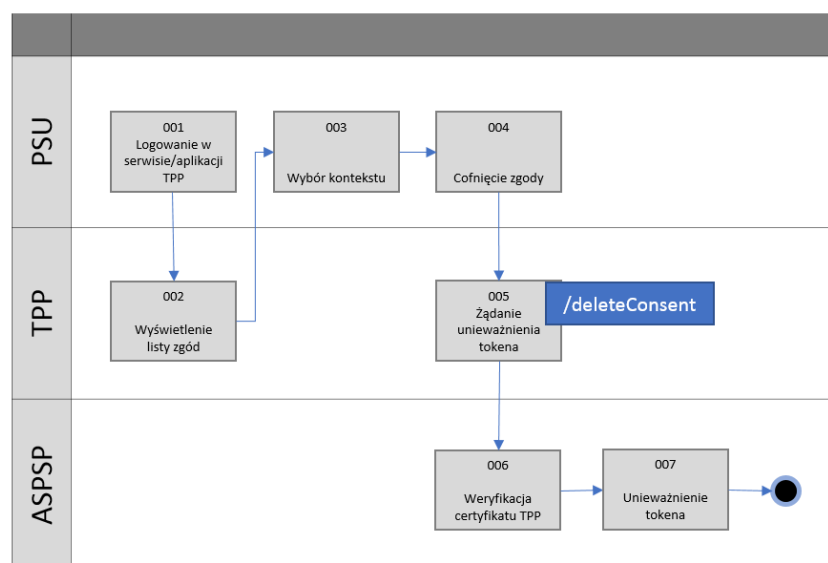 PSU
001
Logowanie w
serwisie/aplikacji
TPP
003
Wybór kontekstu
004
Cofnięcie zgody
TPP
002
Wyświetlenie
listy zgód
005
Żądanie
unieważnienia
tokena
/deleteConsent
ASPSP
006
Weryfikacja
certyfikatu TPP
007
Unieważnienie
tokena